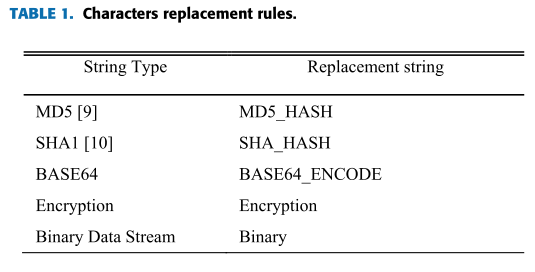 TABLE 1. Characters replacement rules.
String Type Replacement string
MD5 [9] MD5_HASH
SHA1 [10] SHA_HASH
BASE64 BASE64_ENCODE
Encryption Encryption
Binary Data Stream Binary